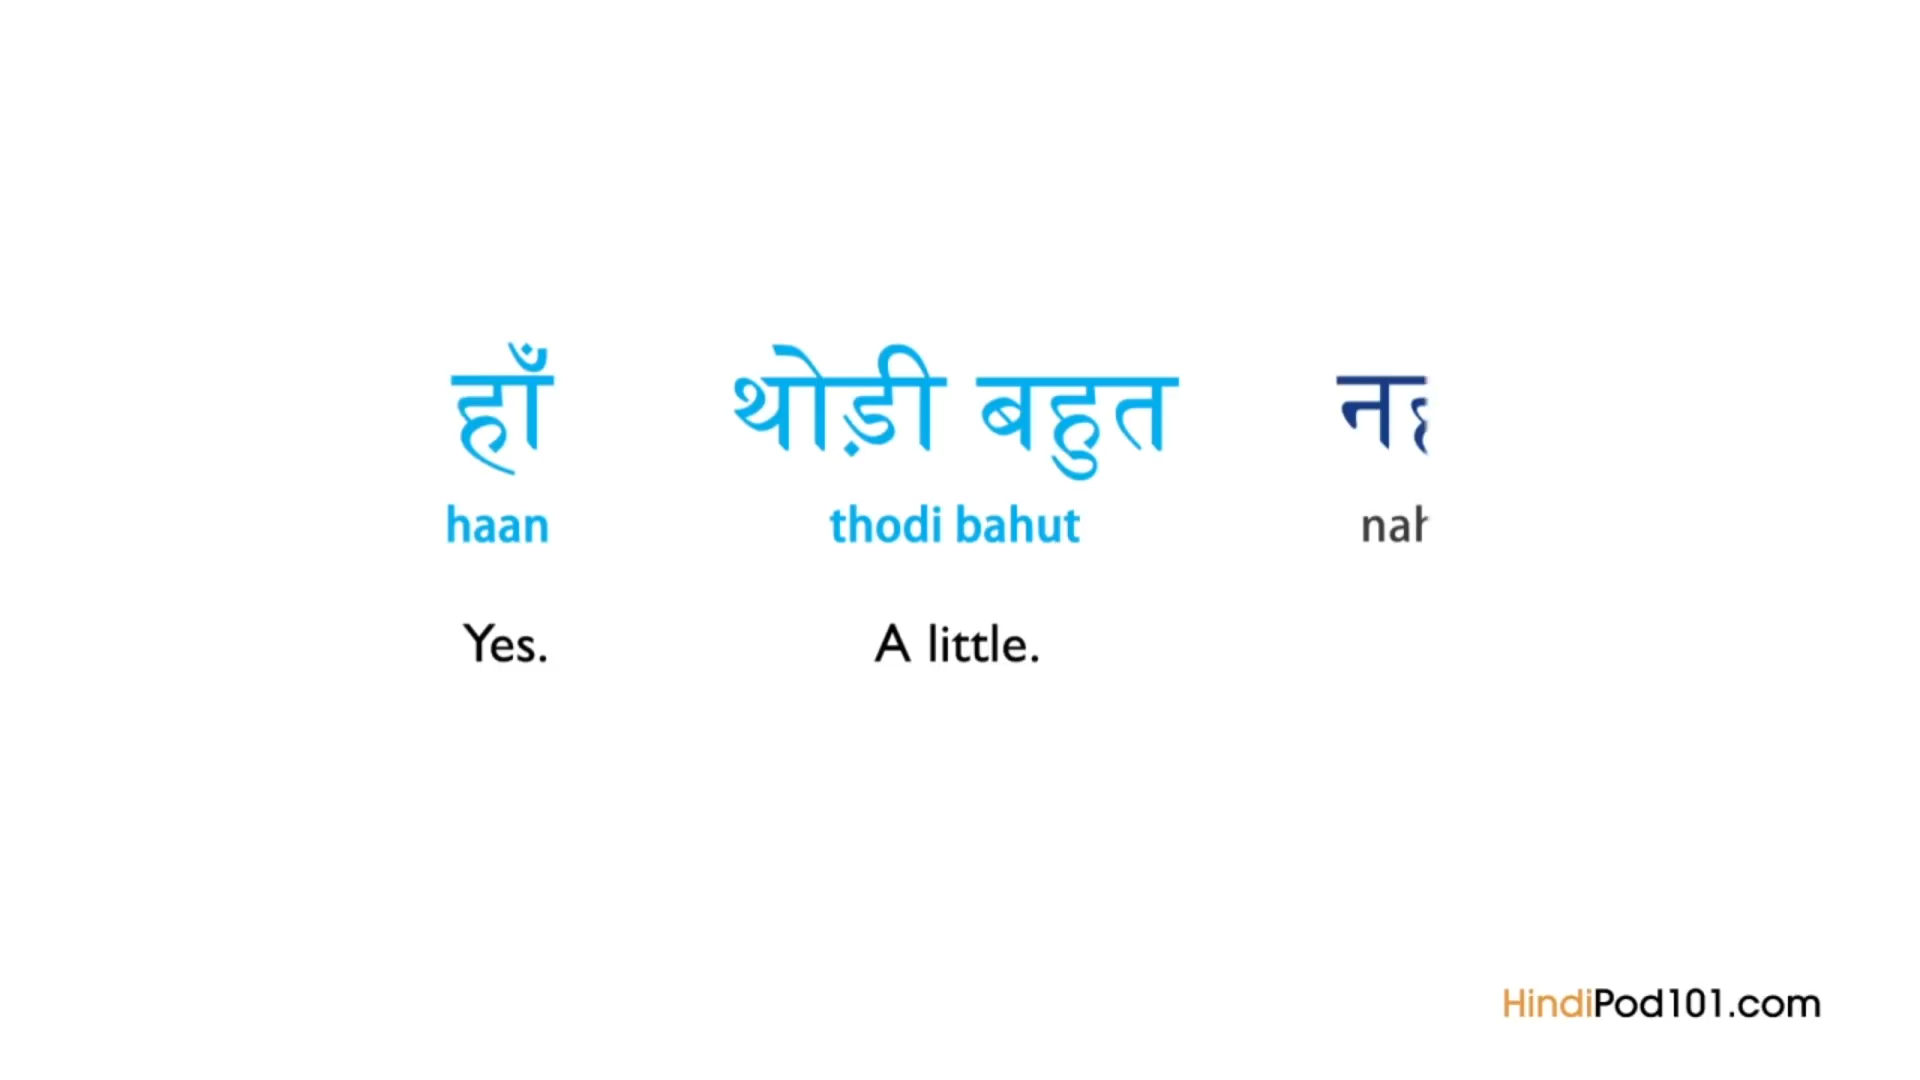 हाँ थोड़ी बहुत
haan thodi bahut
Yes. A little.
HindiPod101.com